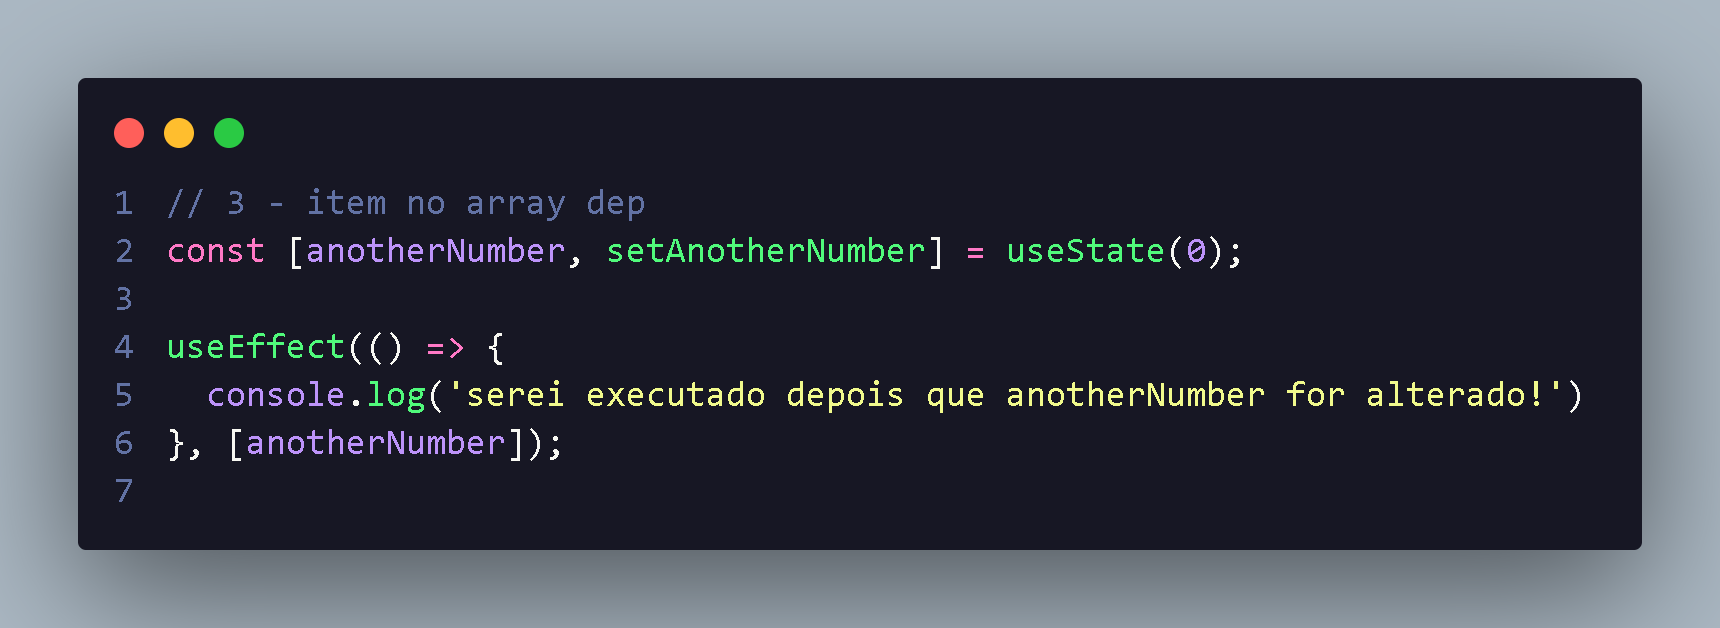 1 // 3 - item no array dep
2 const [anotherNumber, setAnotherNumber] = useState(0);
3
4 useEffect(() => {
5   console.log('serei executado depois que anotherNumber for alterado!')
6 }, [anotherNumber]);
7